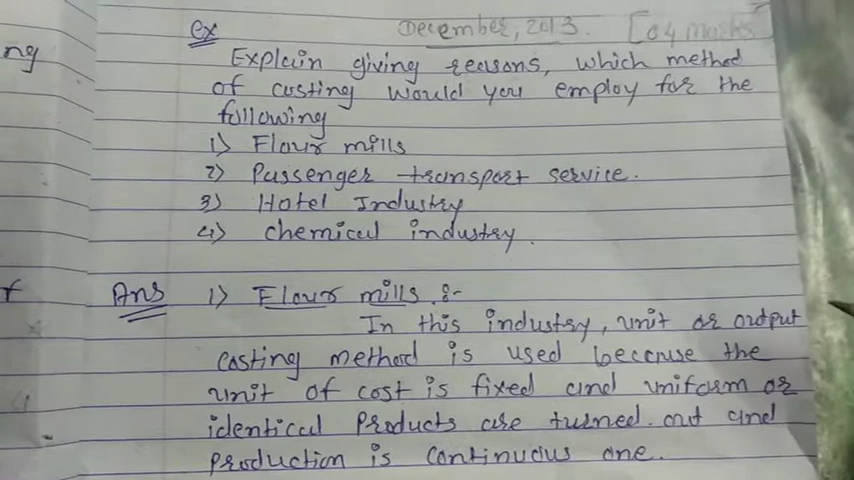 ng
ex December, 2013. [04 marks]
Explain giving reasons, which method
of costing would you employ for the
following
1) Flour mills
2) Passenger transport service.
3) Hotel Industry
4) chemical industry.
Ans 1) Flour mills :-
In this industry, unit or output
costing method is used because the
unit of cost is fixed and uniform or
identical Products are turned out and
production is continuous one.